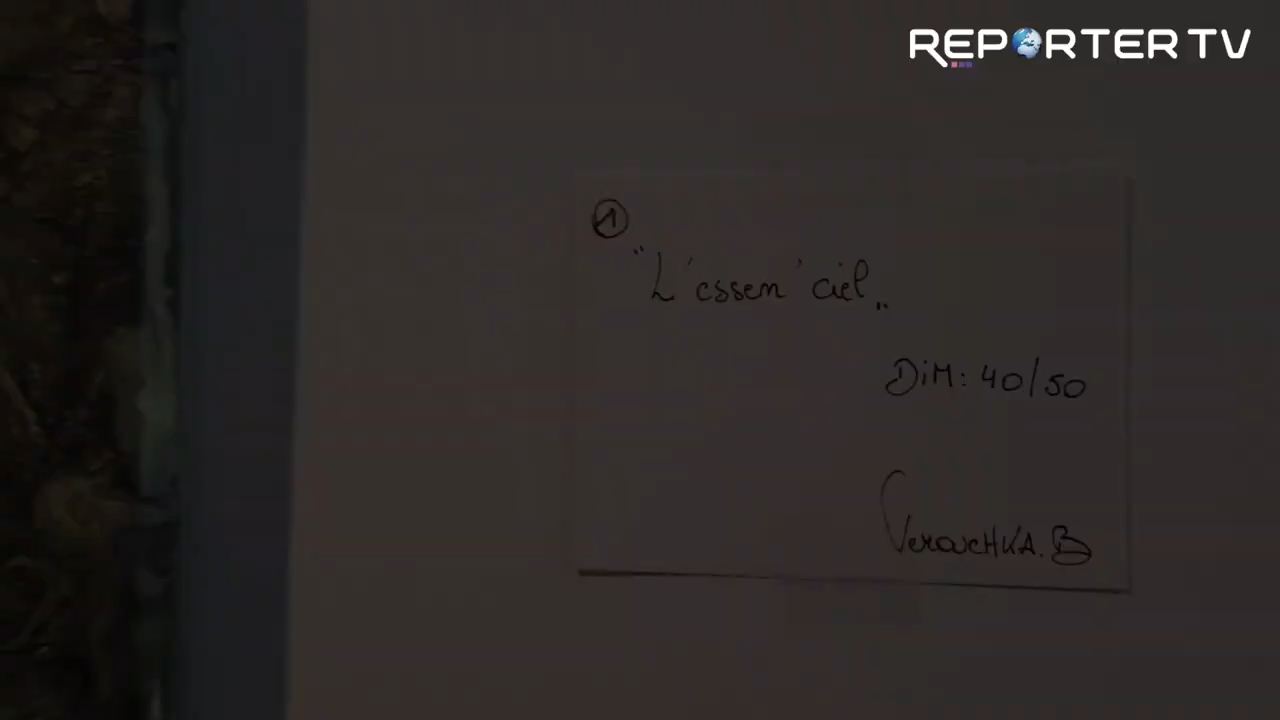 REPORTER TV
1
"L'essen'ciel"
DiM: 40/50
VerouchKA. B